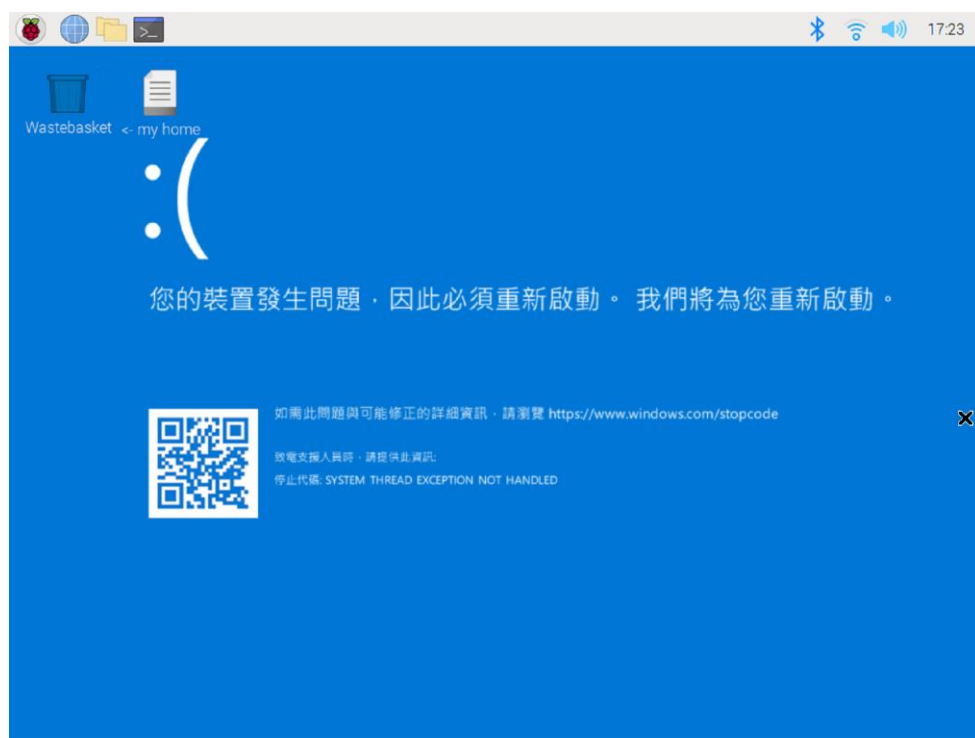 17:23
Wastebasket <- my home
:(
您的裝置發生問題，因此必須重新啟動。 我們將為您重新啟動。
如需此問題與可能修正的詳細資訊，請瀏覽 https://www.windows.com/stopcode
致電支援人員時，請提供此資訊:
停止代碼: SYSTEM THREAD EXCEPTION NOT HANDLED